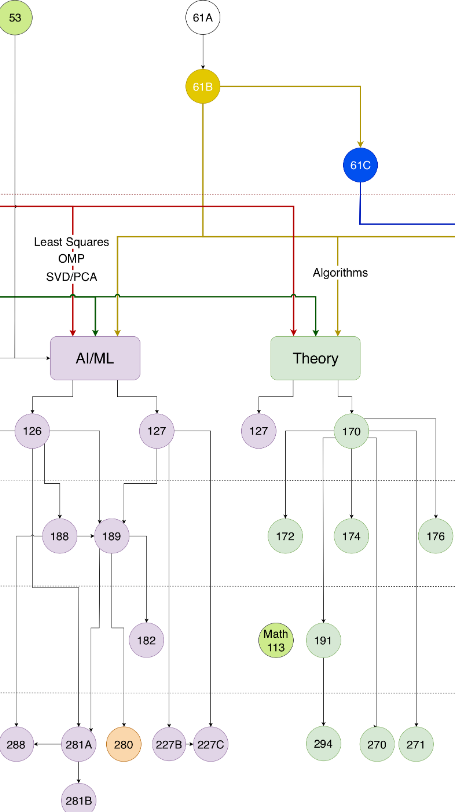 53
61A
61B
61C
Least Squares
OMP
SVD/PCA
Algorithms
AI/ML
Theory
126
127
127
170
188
189
172
174
176
182
Math
113
191
288
281A
280
227B
227C
294
270
271
281B